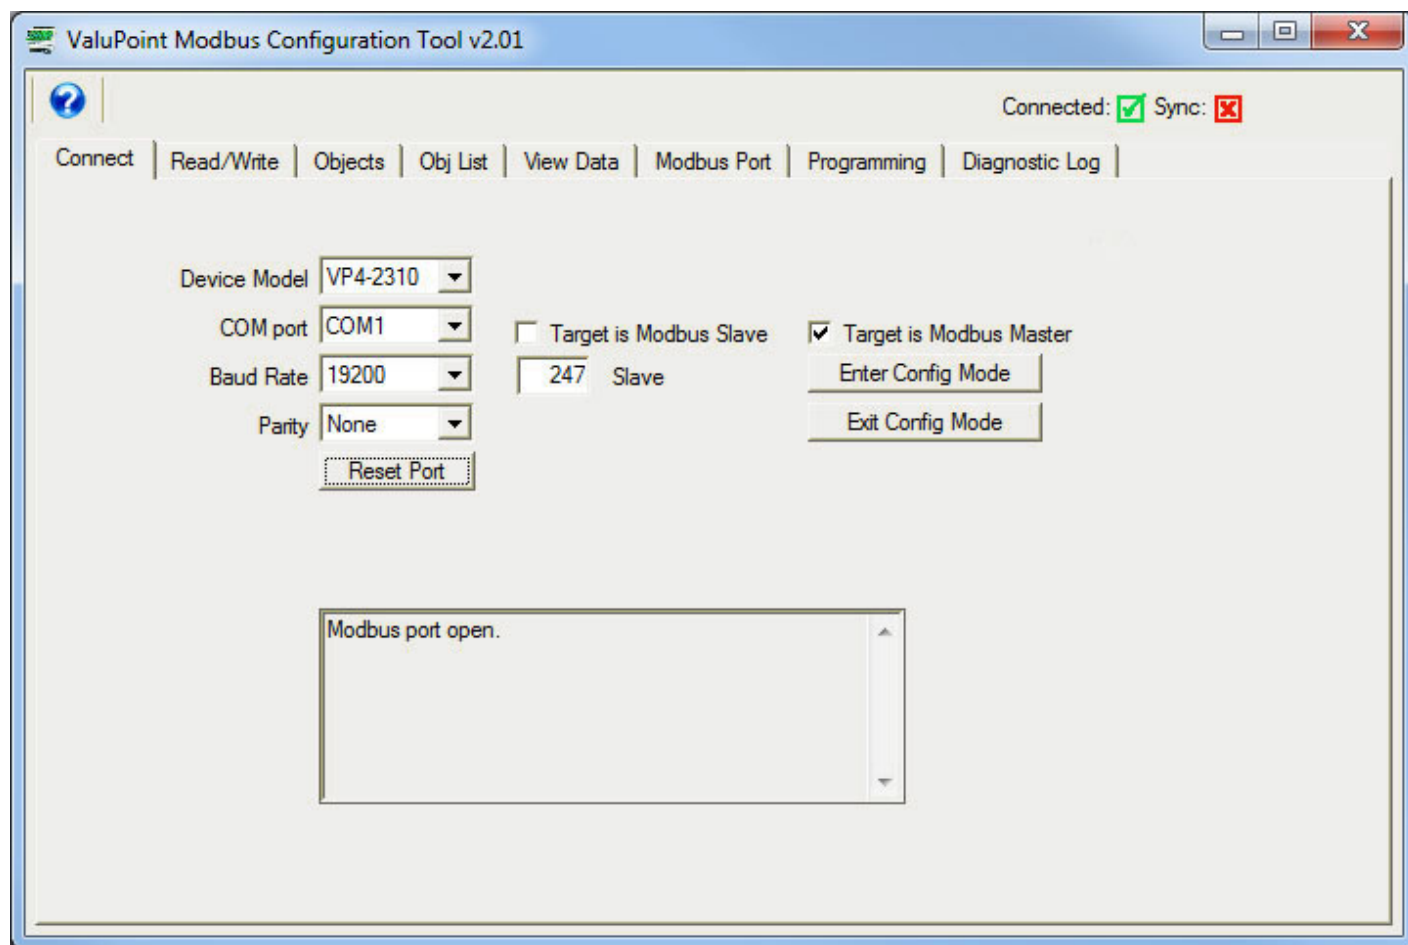 ValuPoint Modbus Configuration Tool v2.01
Connected: Sync:
Connect Read/Write Objects Obj List View Data Modbus Port Programming Diagnostic Log
Device Model VP4-2310
COM port COM1 Target is Modbus Slave Target is Modbus Master
Baud Rate 19200 247 Slave Enter Config Mode
Parity None Exit Config Mode
Reset Port
Modbus port open.